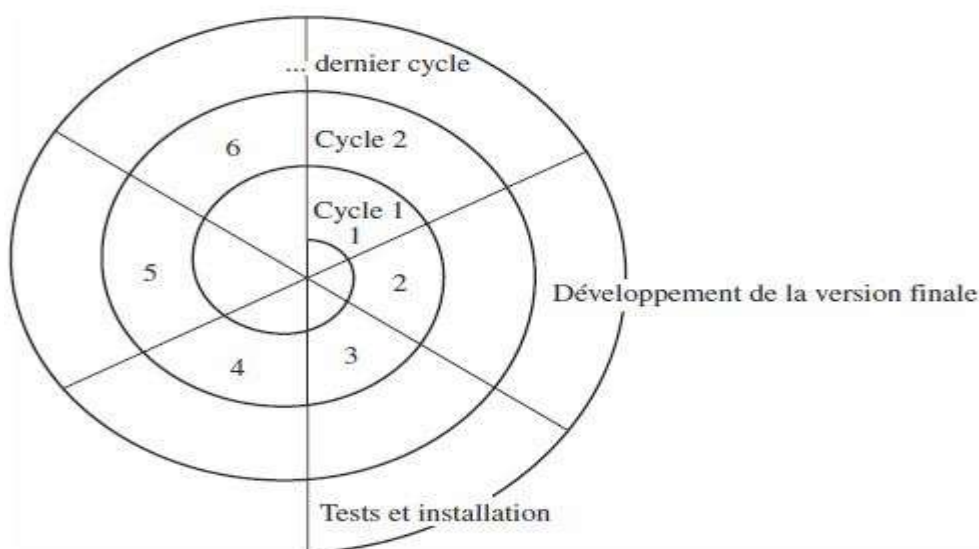 ... dernier cycle
6
Cycle 2
Cycle 1
1
5
2
Développement de la version finale
4
3
Tests et installation